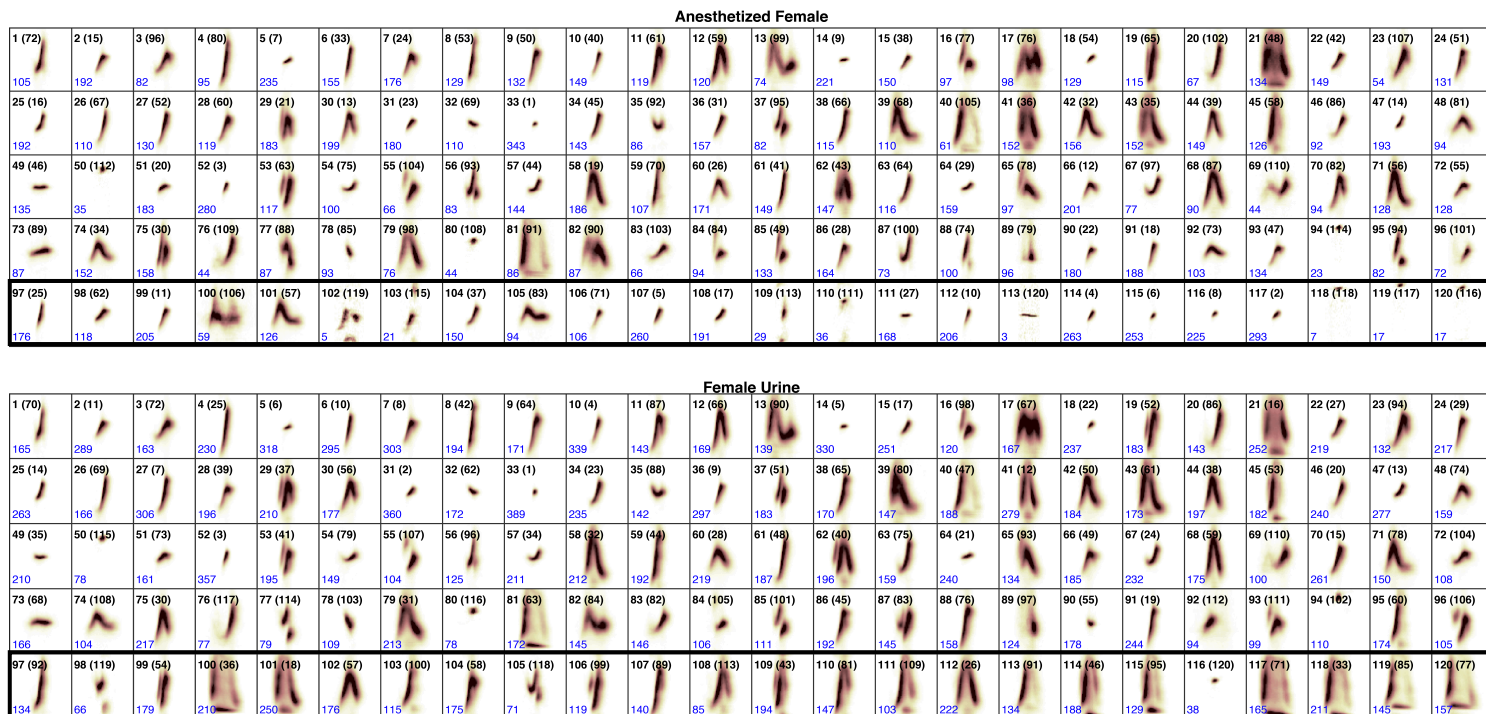 Anesthetized Female
1 (72) 2 (15) 3 (96) 4 (80) 5 (7) 6 (33) 7 (24) 8 (53) 9 (50) 10 (40) 11 (61) 12 (59) 13 (99) 14 (9) 15 (38) 16 (77) 17 (76) 18 (54) 19 (65) 20 (102) 21 (48) 22 (42) 23 (107) 24 (51)
105 192 82 95 235 155 176 129 132 149 119 120 74 221 150 97 98 129 115 67 134 149 54 131
25 (16) 26 (67) 27 (52) 28 (60) 29 (21) 30 (13) 31 (23) 32 (69) 33 (1) 34 (45) 35 (92) 36 (31) 37 (95) 38 (66) 39 (68) 40 (105) 41 (36) 42 (32) 43 (35) 44 (39) 45 (58) 46 (86) 47 (14) 48 (81)
192 110 130 119 183 199 180 110 343 143 86 157 82 115 110 61 152 156 152 149 126 92 193 94
49 (46) 50 (112) 51 (20) 52 (3) 53 (63) 54 (75) 55 (104) 56 (93) 57 (44) 58 (19) 59 (70) 60 (26) 61 (41) 62 (43) 63 (64) 64 (29) 65 (78) 66 (12) 67 (97) 68 (87) 69 (110) 70 (82) 71 (56) 72 (55)
135 35 183 280 117 100 66 83 144 186 107 171 149 147 116 159 97 201 77 90 44 94 128 128
73 (89) 74 (34) 75 (30) 76 (109) 77 (88) 78 (85) 79 (98) 80 (108) 81 (91) 82 (90) 83 (103) 84 (84) 85 (49) 86 (28) 87 (100) 88 (74) 89 (79) 90 (22) 91 (18) 92 (73) 93 (47) 94 (114) 95 (94) 96 (101)
87 152 158 44 87 93 76 44 86 87 66 94 133 164 73 100 96 180 188 103 134 23 82 72
97 (25) 98 (62) 99 (11) 100 (106) 101 (57) 102 (119) 103 (115) 104 (37) 105 (83) 106 (71) 107 (5) 108 (17) 109 (113) 110 (111) 111 (27) 112 (10) 113 (120) 114 (4) 115 (6) 116 (8) 117 (2) 118 (118) 119 (117) 120 (116)
176 118 205 59 126 5 21 150 94 106 260 191 29 36 168 206 3 263 253 225 293 7 17 17
Female Urine
1 (70) 2 (11) 3 (72) 4 (25) 5 (6) 6 (10) 7 (8) 8 (42) 9 (64) 10 (4) 11 (87) 12 (66) 13 (90) 14 (5) 15 (17) 16 (98) 17 (67) 18 (22) 19 (52) 20 (86) 21 (16) 22 (27) 23 (94) 24 (29)
165 289 163 230 318 295 303 194 171 339 143 169 139 330 251 120 167 237 183 143 252 219 132 217
25 (14) 26 (69) 27 (7) 28 (39) 29 (37) 30 (56) 31 (2) 32 (62) 33 (1) 34 (23) 35 (88) 36 (9) 37 (51) 38 (65) 39 (80) 40 (47) 41 (12) 42 (50) 43 (61) 44 (38) 45 (53) 46 (20) 47 (13) 48 (74)
263 166 306 196 210 177 360 172 389 235 142 297 183 170 147 188 279 184 173 197 182 240 277 159
49 (35) 50 (115) 51 (73) 52 (3) 53 (41) 54 (79) 55 (107) 56 (96) 57 (34) 58 (32) 59 (44) 60 (28) 61 (48) 62 (40) 63 (75) 64 (21) 65 (93) 66 (49) 67 (24) 68 (59) 69 (110) 70 (15) 71 (78) 72 (104)
210 78 161 357 195 149 104 125 211 212 192 219 187 196 159 240 134 185 232 175 100 261 150 108
73 (68) 74 (108) 75 (30) 76 (117) 77 (114) 78 (103) 79 (31) 80 (116) 81 (63) 82 (84) 83 (82) 84 (105) 85 (101) 86 (45) 87 (83) 88 (76) 89 (97) 90 (55) 91 (19) 92 (112) 93 (111) 94 (102) 95 (60) 96 (106)
166 104 217 77 79 109 213 78 172 145 146 106 111 192 145 158 124 178 244 94 99 110 174 105
97 (92) 98 (119) 99 (54) 100 (36) 101 (18) 102 (57) 103 (100) 104 (58) 105 (118) 106 (99) 107 (89) 108 (113) 109 (43) 110 (81) 111 (109) 112 (26) 113 (91) 114 (46) 115 (95) 116 (120) 117 (71) 118 (33) 119 (85) 120 (77)
134 66 179 210 250 176 115 175 71 119 140 85 194 147 103 222 134 188 129 38 165 211 145 157